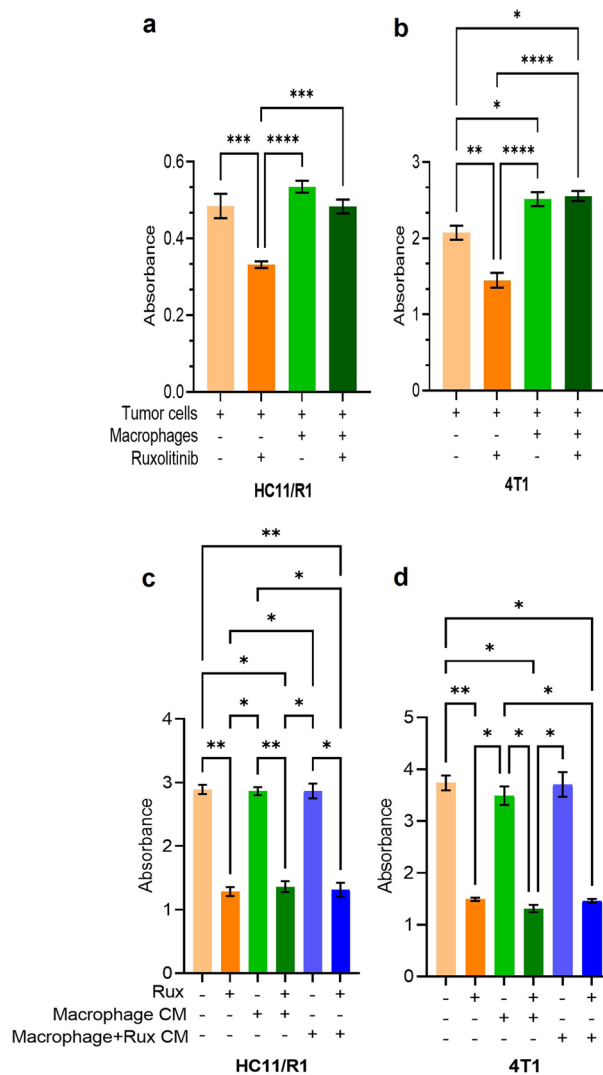 a
b
*
****
***
*
*** ****
** ****
0.6
0.4
0.2
0.0
Absorbance
3
2
1
0
Absorbance
Tumor cells + + + +
Macrophages - - + +
Ruxolitinib - + - +
HC11/R1
+ + + +
- - + +
- + - +
4T1
c
d
**
*
*
*
* *
** ** *
*
*
** *
* * *
4
3
2
1
0
Absorbance
5
4
3
2
1
0
Absorbance
Rux - + - + - +
Macrophage CM - - + + - -
Macrophage+Rux CM - - - - + +
HC11/R1
- + - + - +
- - + + - -
- - - - + +
4T1